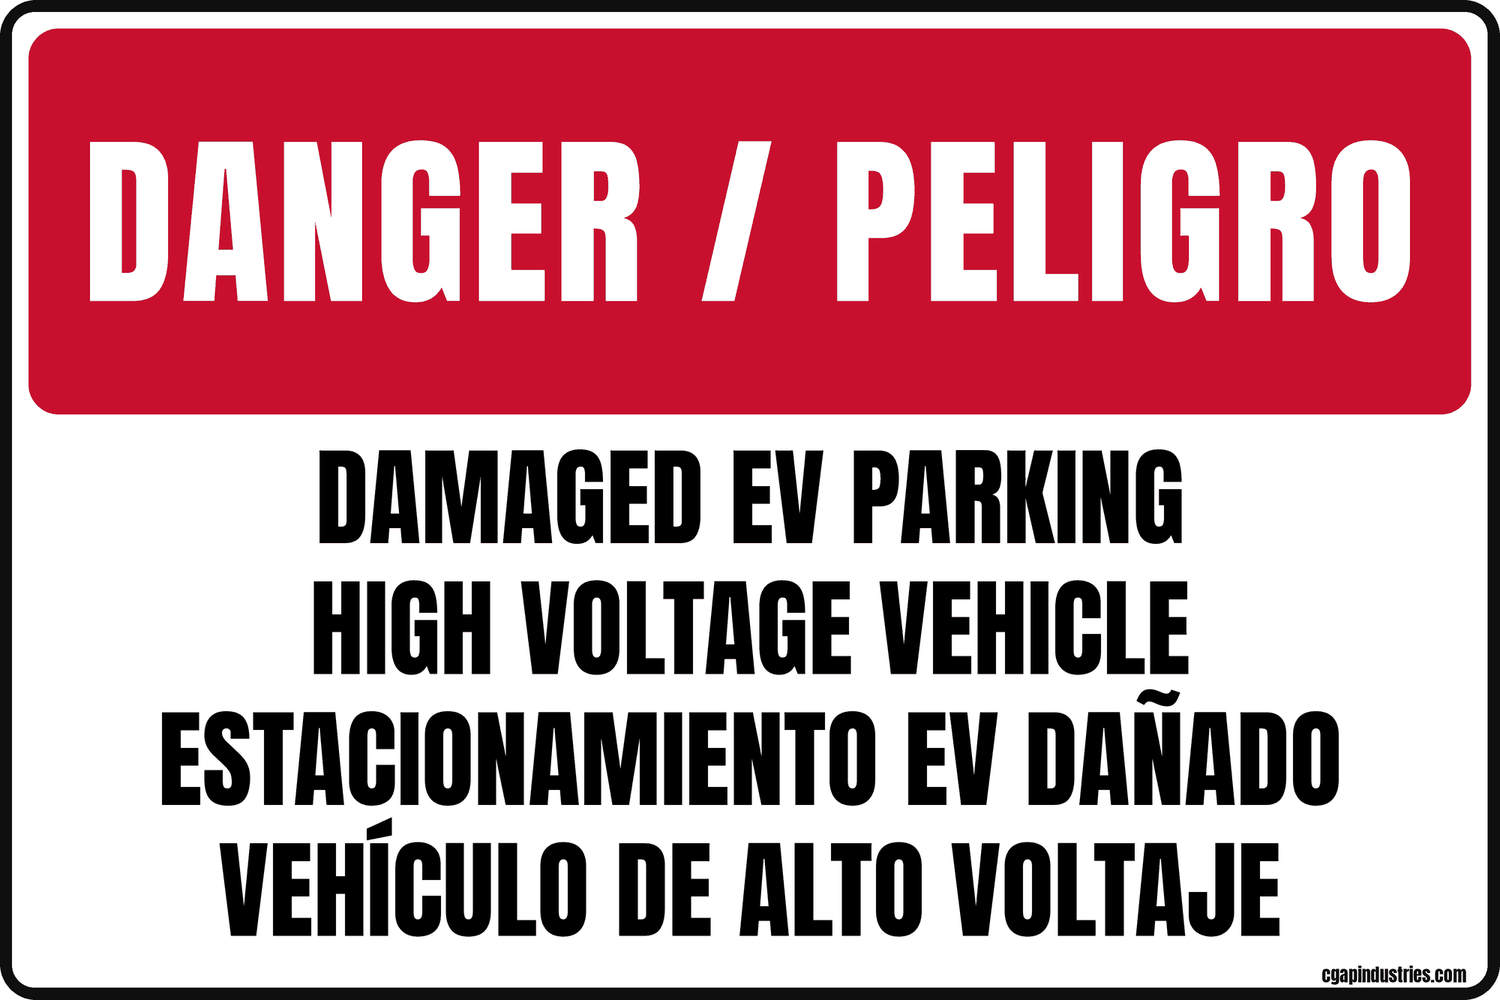 DANGER / PELIGRO
DAMAGED EV PARKING
HIGH VOLTAGE VEHICLE
ESTACIONAMIENTO EV DAÑADO
VEHÍCULO DE ALTO VOLTAJE
cgapindustries.com